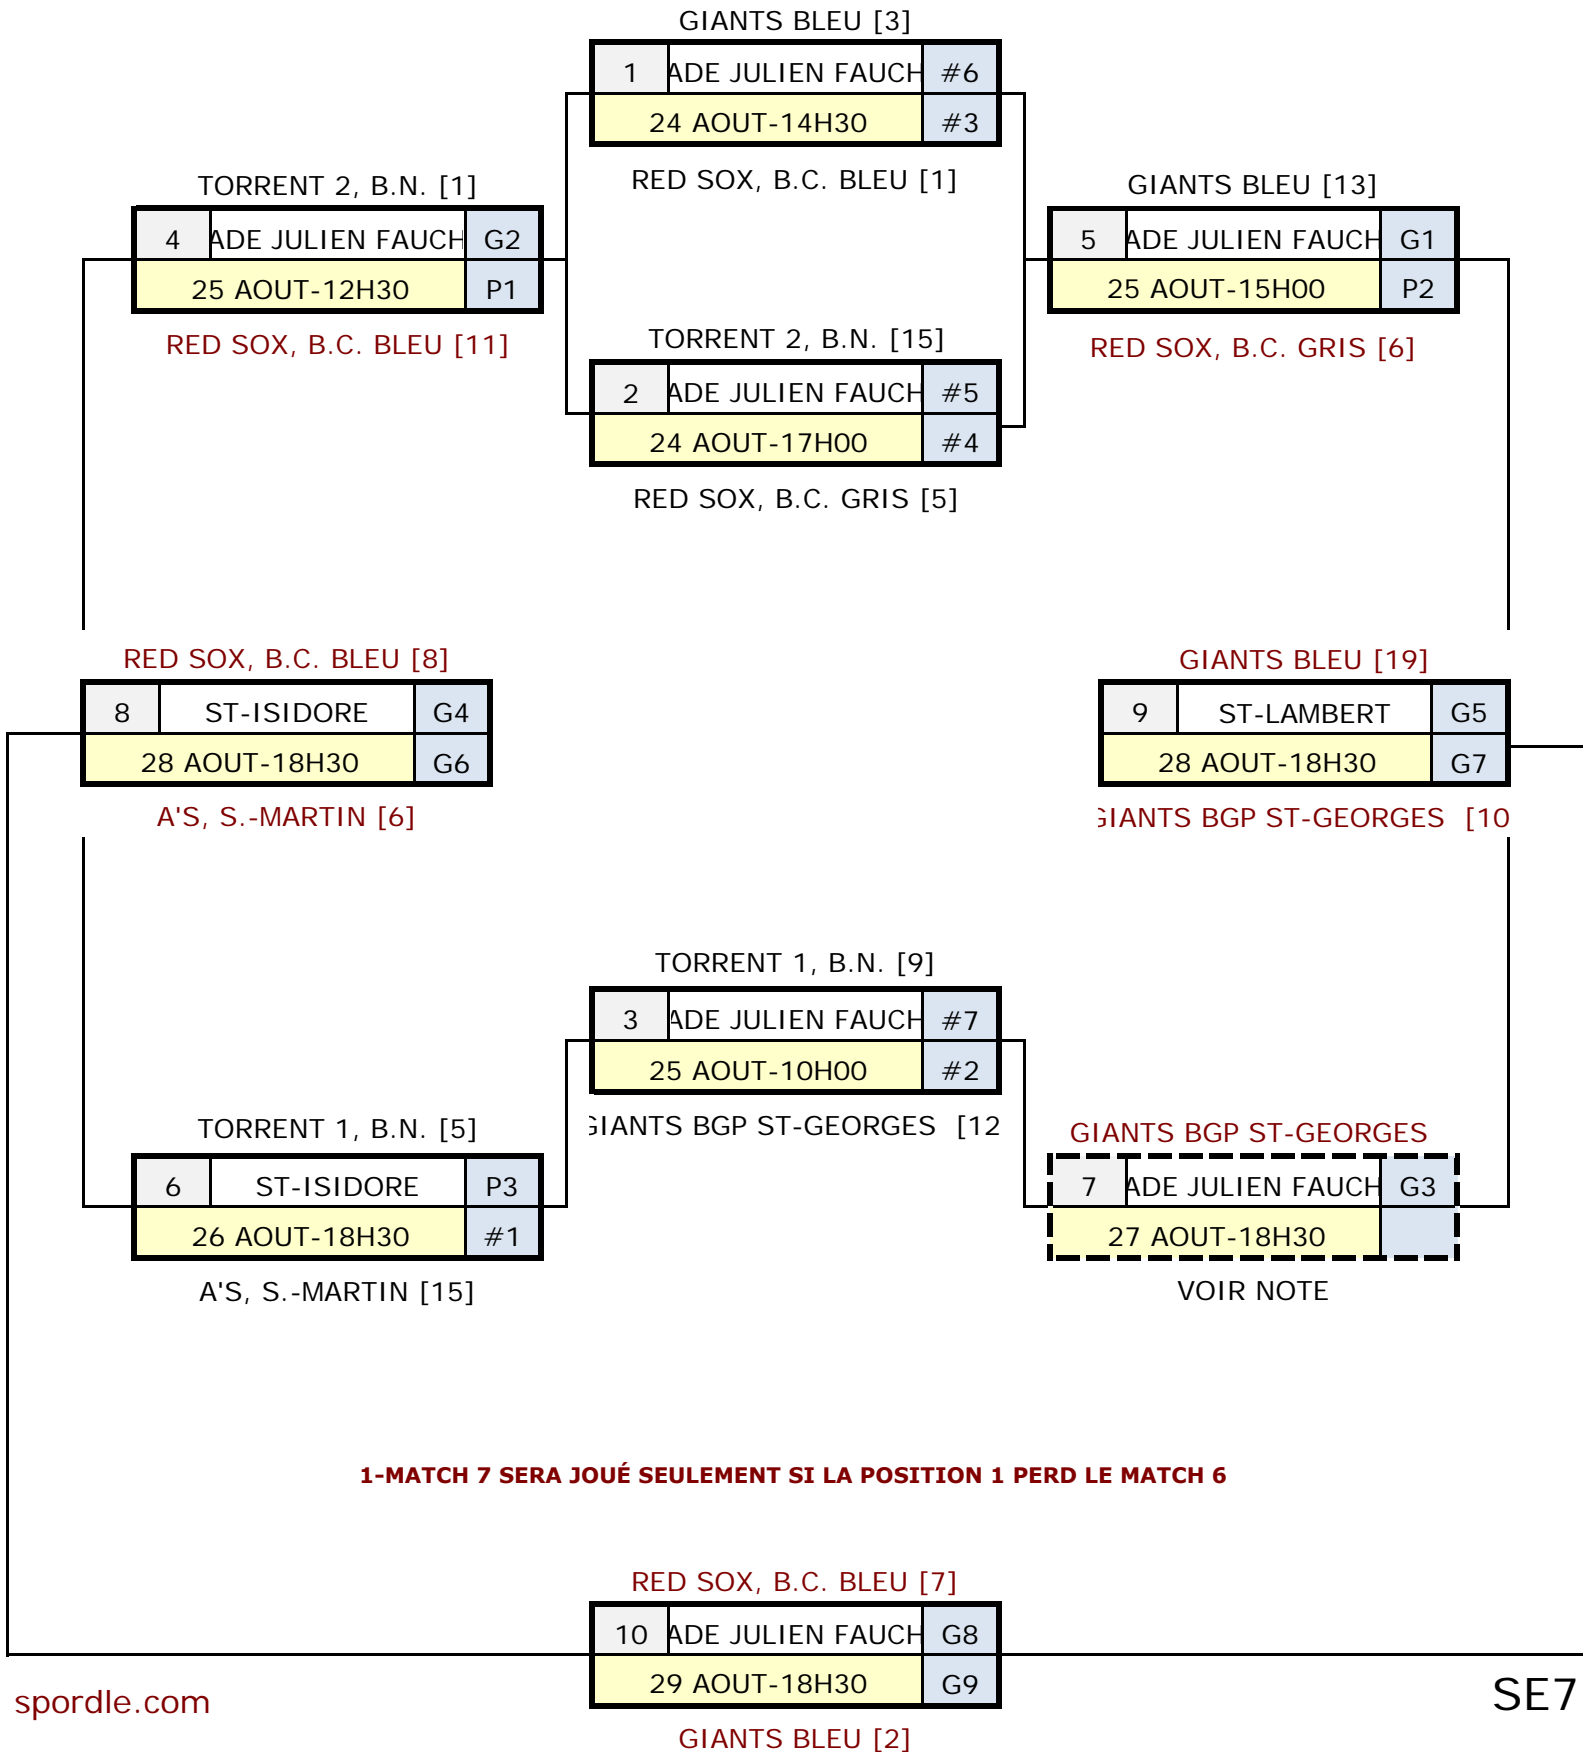 GIANTS BLEU [3]
1 ADE JULIEN FAUCH #6
24 AOUT-14H30 #3
RED SOX, B.C. BLEU [1]
TORRENT 2, B.N. [1]
4 ADE JULIEN FAUCH G2
25 AOUT-12H30 P1
RED SOX, B.C. BLEU [11]
GIANTS BLEU [13]
5 ADE JULIEN FAUCH G1
25 AOUT-15H00 P2
RED SOX, B.C. GRIS [6]
TORRENT 2, B.N. [15]
2 ADE JULIEN FAUCH #5
24 AOUT-17H00 #4
RED SOX, B.C. GRIS [5]
RED SOX, B.C. BLEU [8]
8 ST-ISIDORE G4
28 AOUT-18H30 G6
A'S, S.-MARTIN [6]
GIANTS BLEU [19]
9 ST-LAMBERT G5
28 AOUT-18H30 G7
GIANTS BGP ST-GEORGES [10
TORRENT 1, B.N. [9]
3 ADE JULIEN FAUCH #7
25 AOUT-10H00 #2
GIANTS BGP ST-GEORGES [12
TORRENT 1, B.N. [5]
6 ST-ISIDORE P3
26 AOUT-18H30 #1
A'S, S.-MARTIN [15]
GIANTS BGP ST-GEORGES
7 ADE JULIEN FAUCH G3
27 AOUT-18H30
VOIR NOTE
1-MATCH 7 SERA JOUÉ SEULEMENT SI LA POSITION 1 PERD LE MATCH 6
RED SOX, B.C. BLEU [7]
10 ADE JULIEN FAUCH G8
29 AOUT-18H30 G9
GIANTS BLEU [2]
spordle.com
SE7